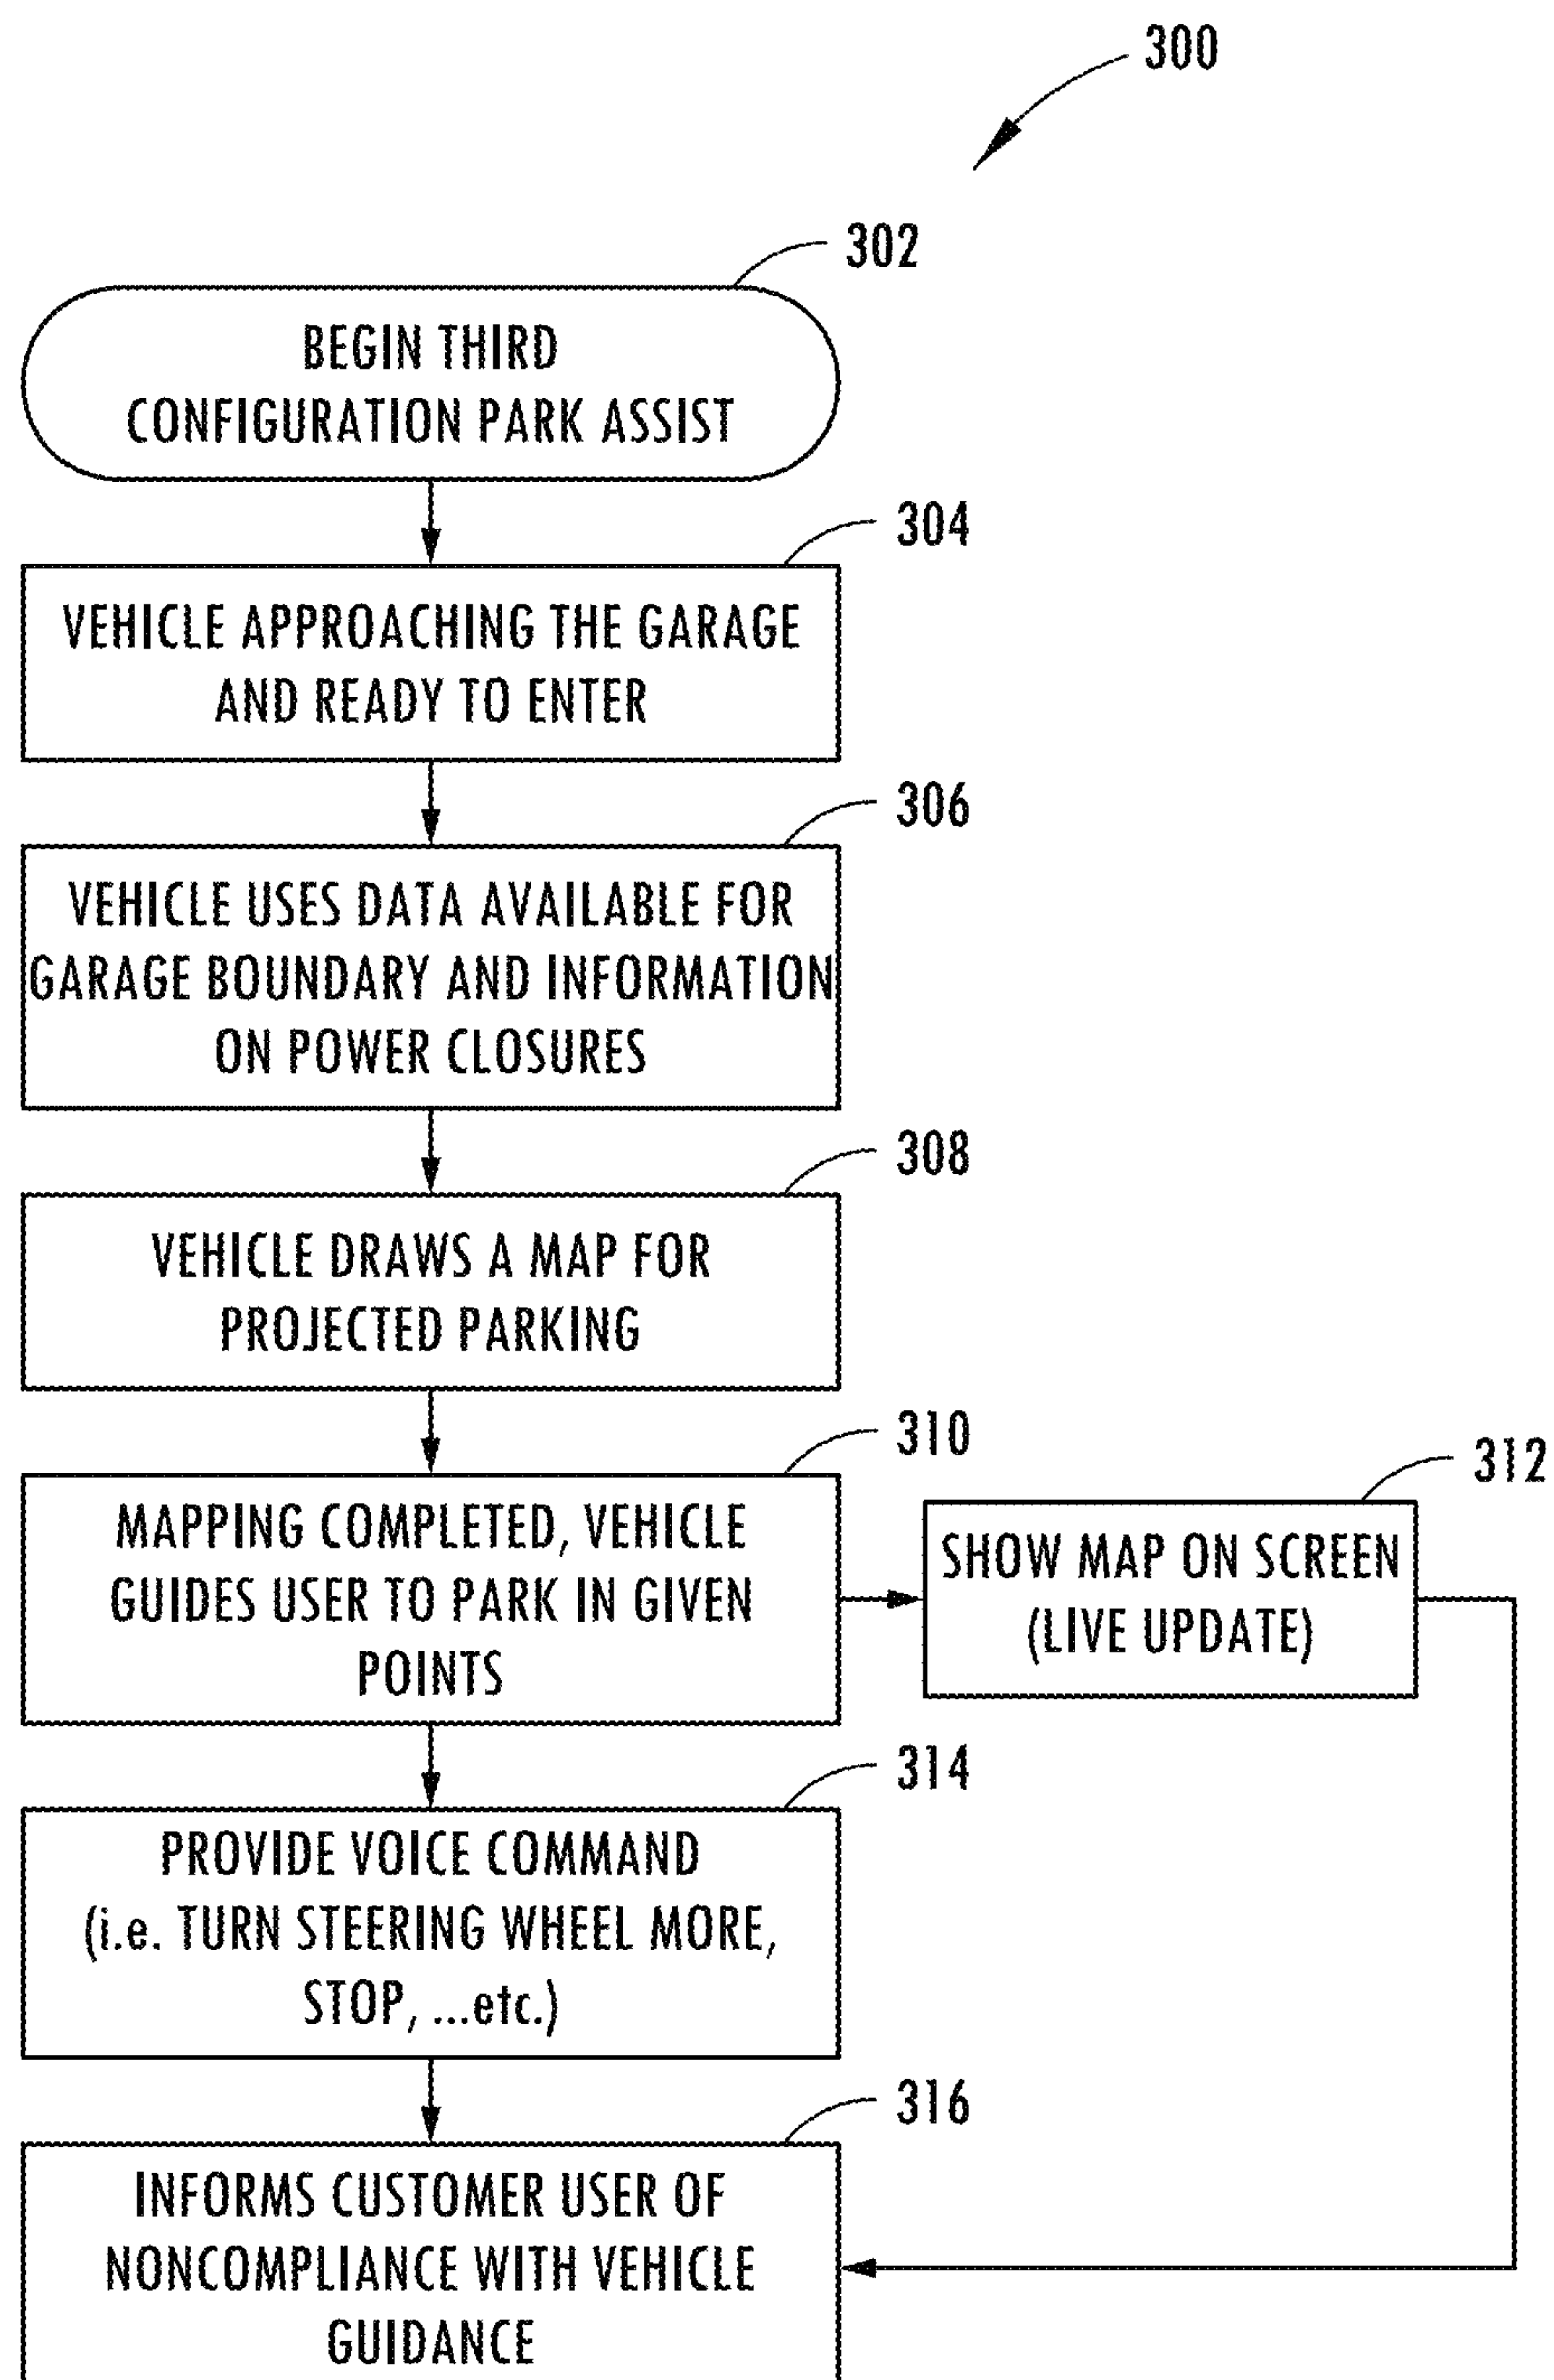 300
302
BEGIN THIRD
CONFIGURATION PARK ASSIST
304
VEHICLE APPROACHING THE GARAGE
AND READY TO ENTER
306
VEHICLE USES DATA AVAILABLE FOR
GARAGE BOUNDARY AND INFORMATION
ON POWER CLOSURES
308
VEHICLE DRAWS A MAP FOR
PROJECTED PARKING
310
MAPPING COMPLETED, VEHICLE
GUIDES USER TO PARK IN GIVEN
POINTS
312
SHOW MAP ON SCREEN
(LIVE UPDATE)
314
PROVIDE VOICE COMMAND
(i.e. TURN STEERING WHEEL MORE,
STOP, ...etc.)
316
INFORMS CUSTOMER USER OF
NONCOMPLIANCE WITH VEHICLE
GUIDANCE